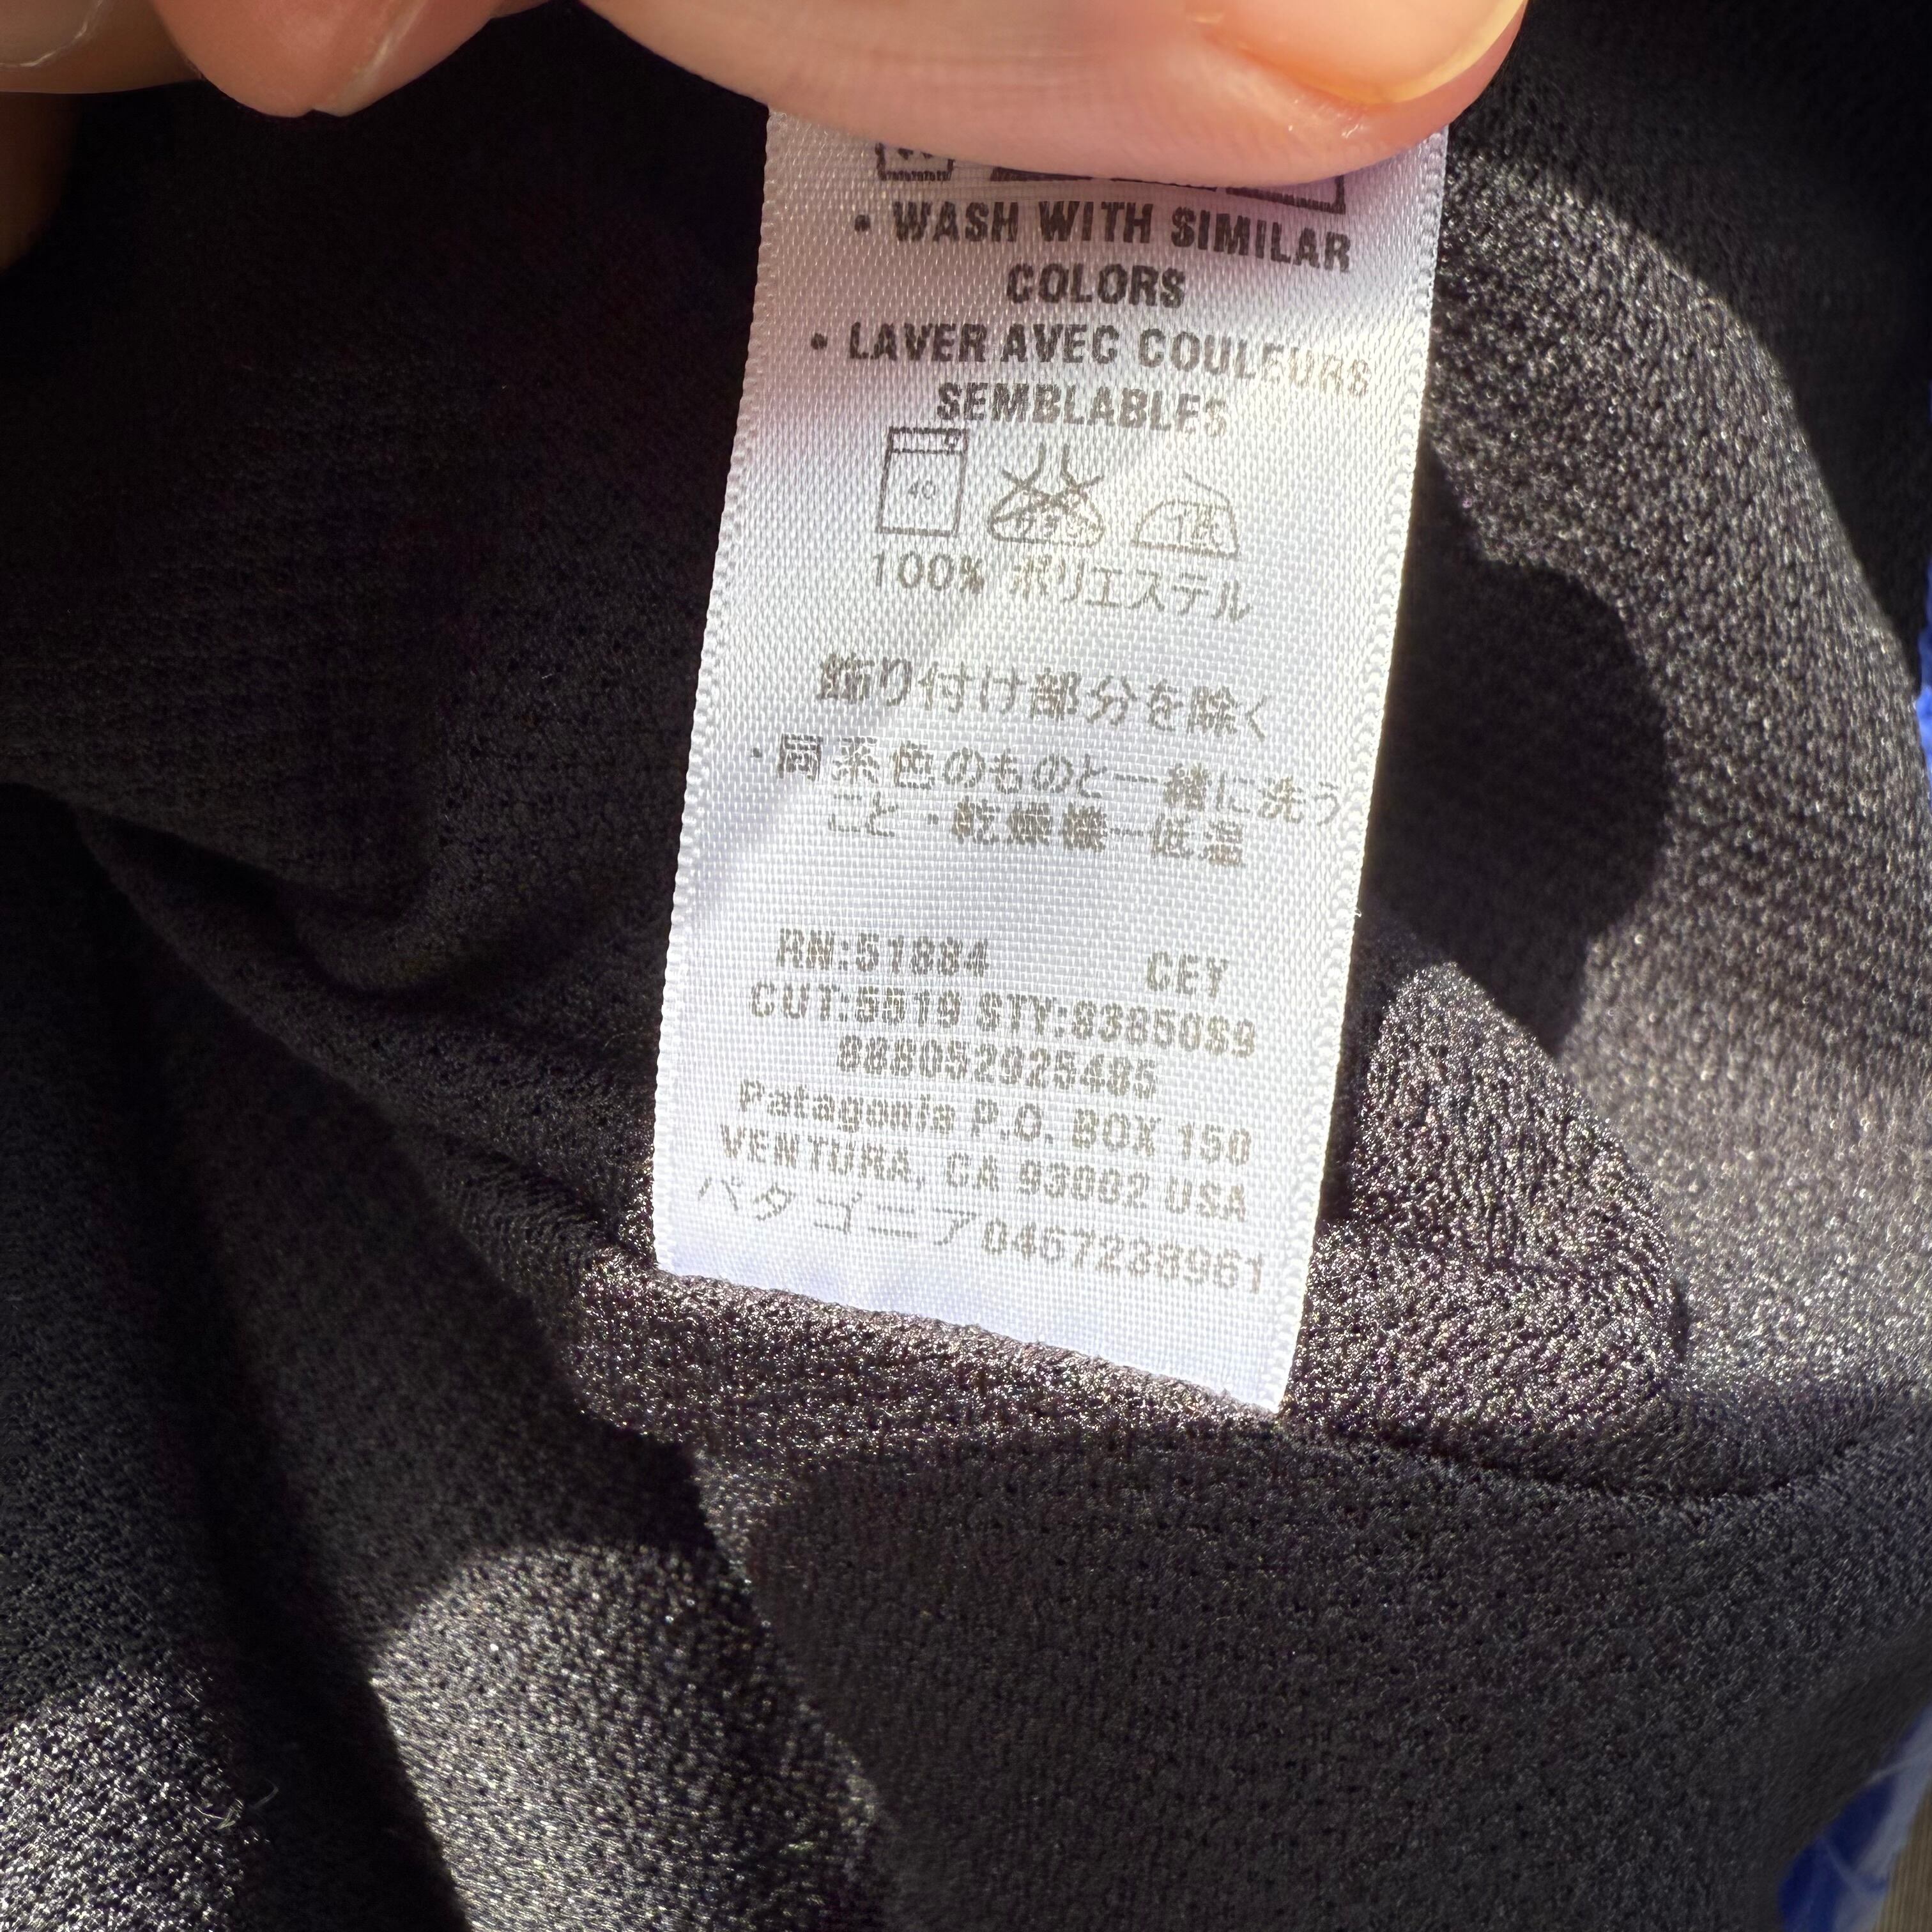 • WASH WITH SIMILAR
COLORS
• LAVER AVEC COULEURS
SEMBLABLES
40
100% ポリエステル
飾り付け部分を除く
・同系色のものと一緒に洗う
こと・乾燥機一低温
RN:51884 CEY
CUT:5519 STY:83850S9
888052925485
Patagonia P.O. BOX 150
VENTURA, CA 93002 USA
パタゴニア0467238961